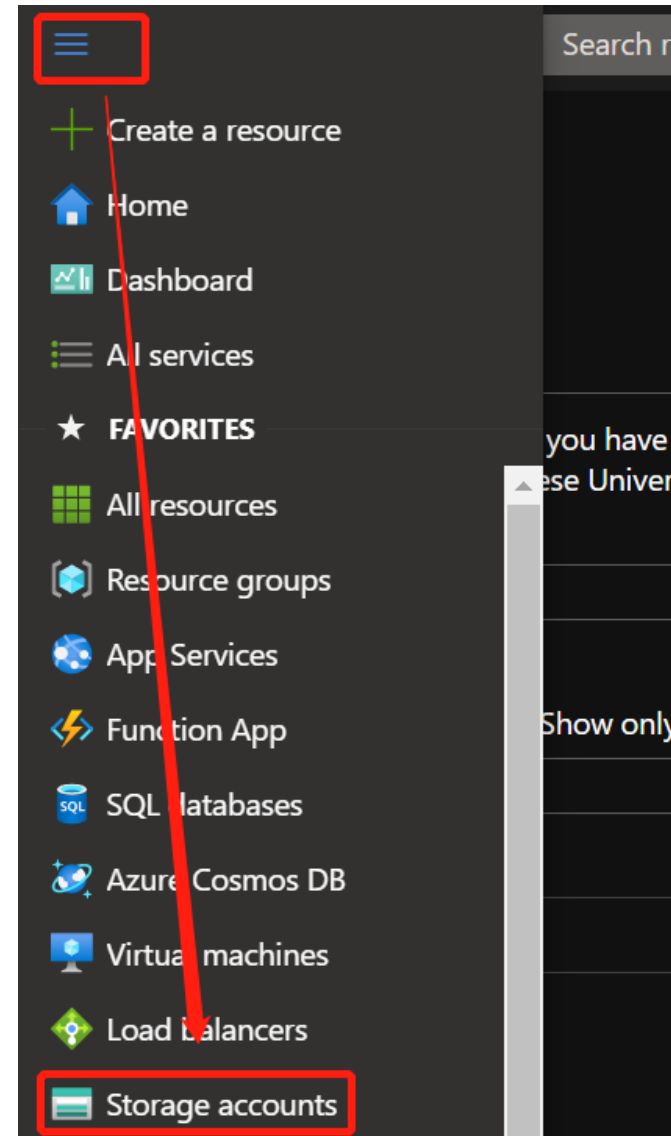 Search r
Create a resource
Home
Dashboard
All services
FAVORITES
you have
ese Univer
All resources
Resource groups
App Services
Function App
Show only
SQL
SQL databases
Azure Cosmos DB
Virtual machines
Load balancers
Storage accounts